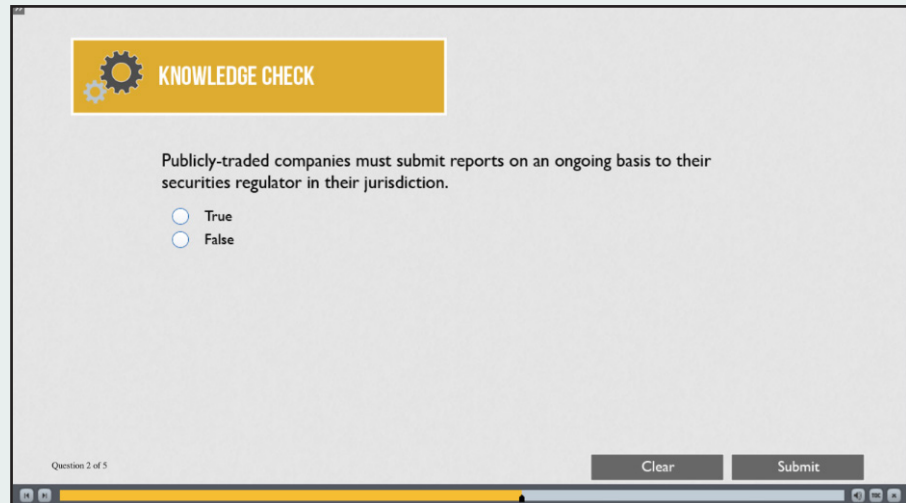 KNOWLEDGE CHECK
Publicly-traded companies must submit reports on an ongoing basis to their
securities regulator in their jurisdiction.
True
False
Question 2 of 5
Clear
Submit
TOC